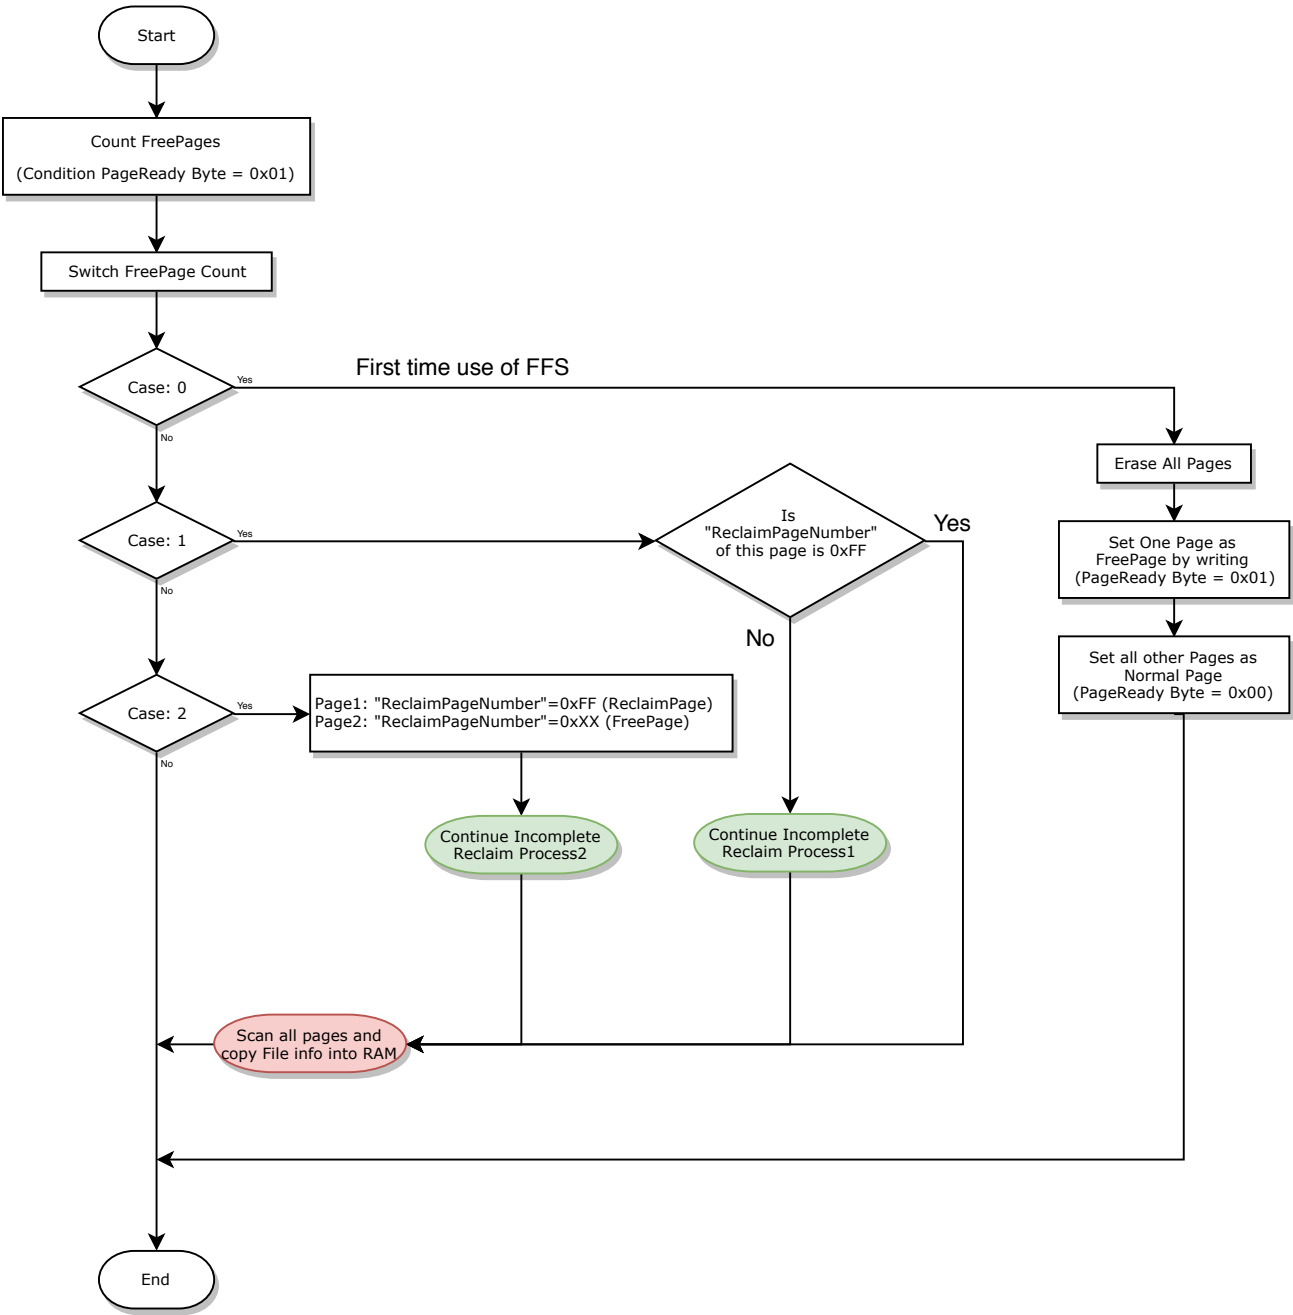 Start
Count FreePages
(Condition PageReady Byte = 0x01)
Switch FreePage Count
Case: 0
Yes
First time use of FFS
No
Erase All Pages
Case: 1
Yes
Is
"ReclaimPageNumber"
of this page is 0xFF
Yes
No
Set One Page as
FreePage by writing
(PageReady Byte = 0x01)
No
Set all other Pages as
Normal Page
(PageReady Byte = 0x00)
Case: 2
Yes
Page1: "ReclaimPageNumber"=0xFF (ReclaimPage)
Page2: "ReclaimPageNumber"=0xXX (FreePage)
No
Continue Incomplete
Reclaim Process2
Continue Incomplete
Reclaim Process1
Scan all pages and
copy File info into RAM
End